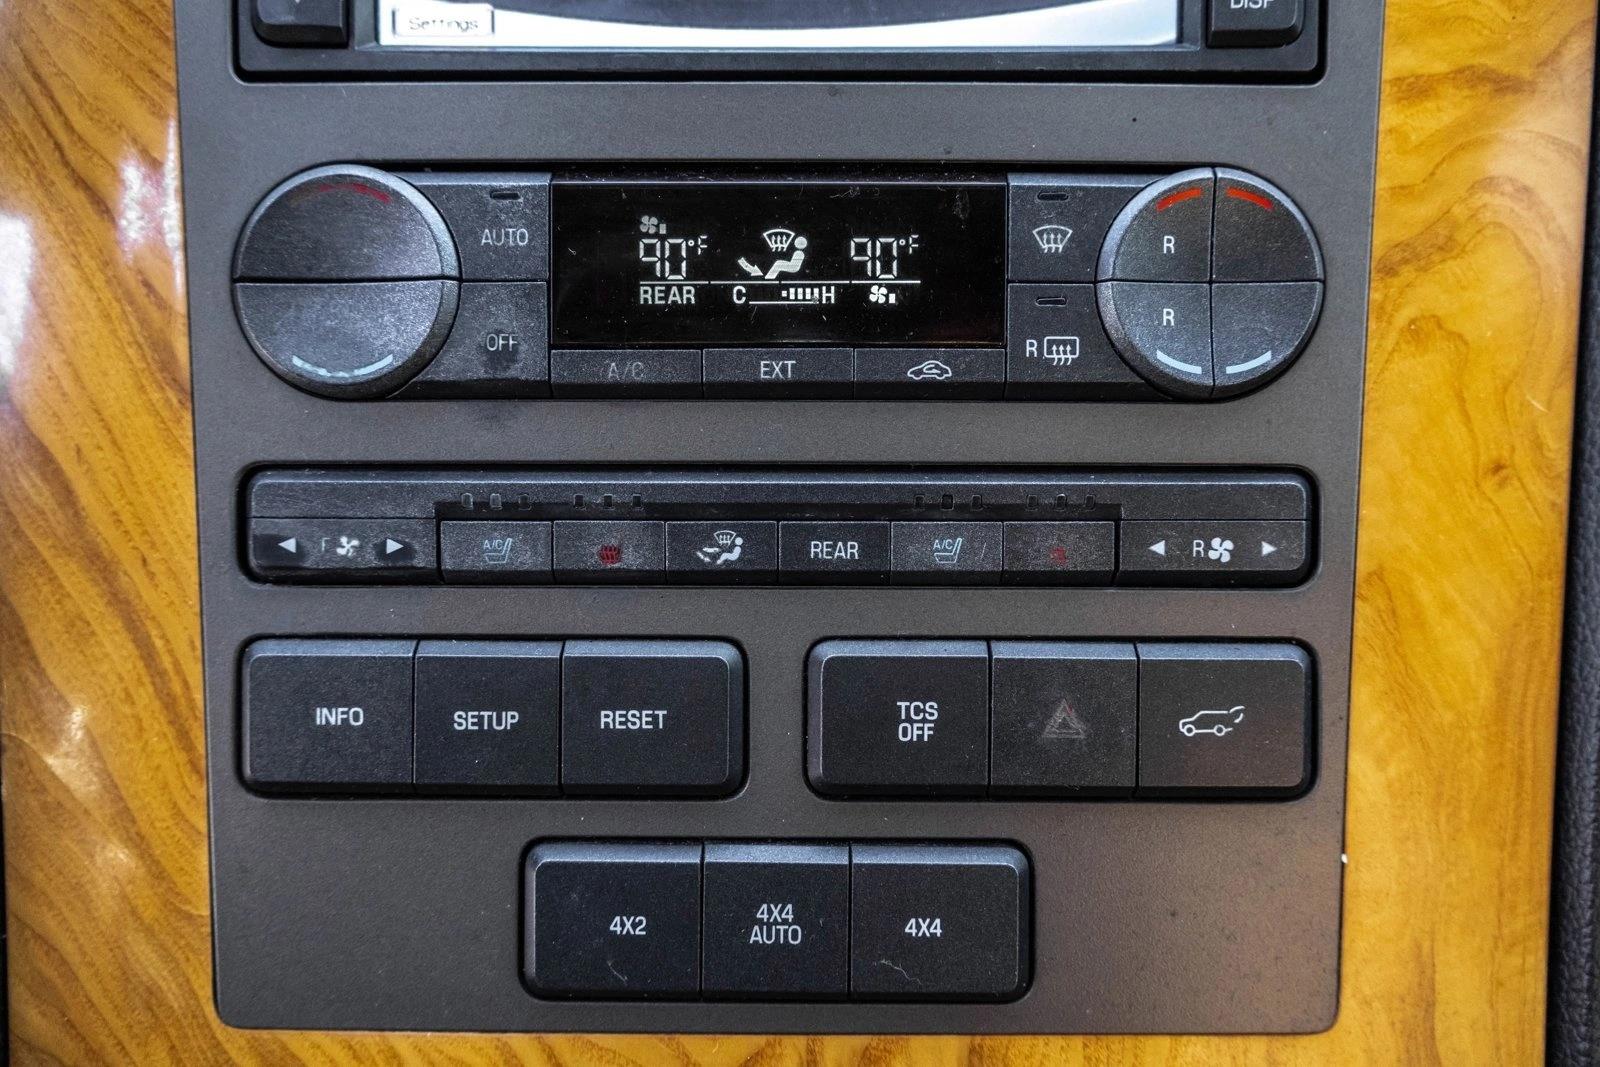 Settings
DISP
AUTO
OFF
90°F
90°F
REAR C H
A/C
EXT
R
R
R
F
A/C
REAR
A/C
R
INFO
SETUP
RESET
TCS
OFF
4X2
4X4
AUTO
4X4